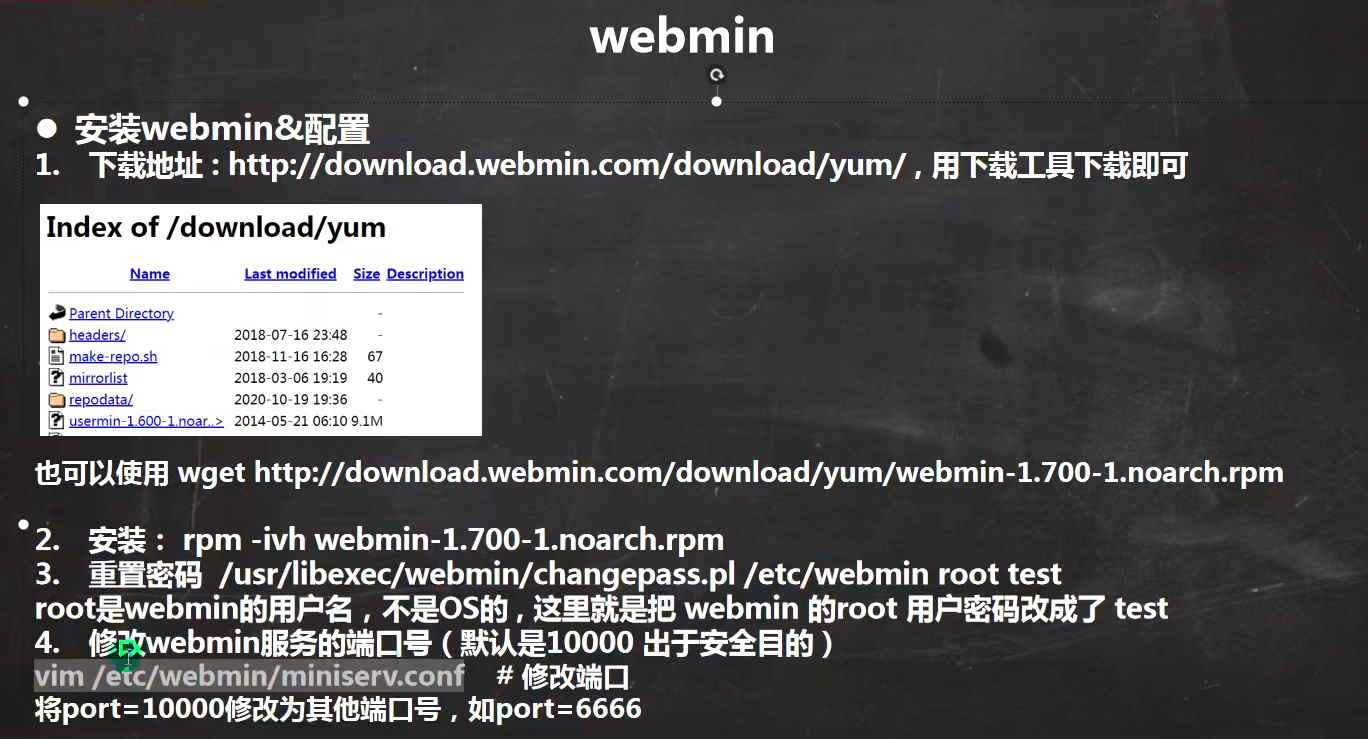 webmin
安装webmin&配置
1. 下载地址：http://download.webmin.com/download/yum/，用下载工具下载即可
Index of /download/yum
Name Last modified Size Description
Parent Directory -
headers/ 2018-07-16 23:48 -
make-repo.sh 2018-11-16 16:28 67
mirrorlist 2018-03-06 19:19 40
repodata/ 2020-10-19 19:36 -
usermin-1.600-1.noar..> 2014-05-21 06:10 9.1M
也可以使用 wget http://download.webmin.com/download/yum/webmin-1.700-1.noarch.rpm
2. 安装： rpm -ivh webmin-1.700-1.noarch.rpm
3. 重置密码 /usr/libexec/webmin/changepass.pl /etc/webmin root test
root是webmin的用户名，不是OS的，这里就是把 webmin 的root 用户密码改成了 test
4. 修改webmin服务的端口号（默认是10000 出于安全目的）
vim /etc/webmin/miniserv.conf # 修改端口
将port=10000修改为其他端口号，如port=6666